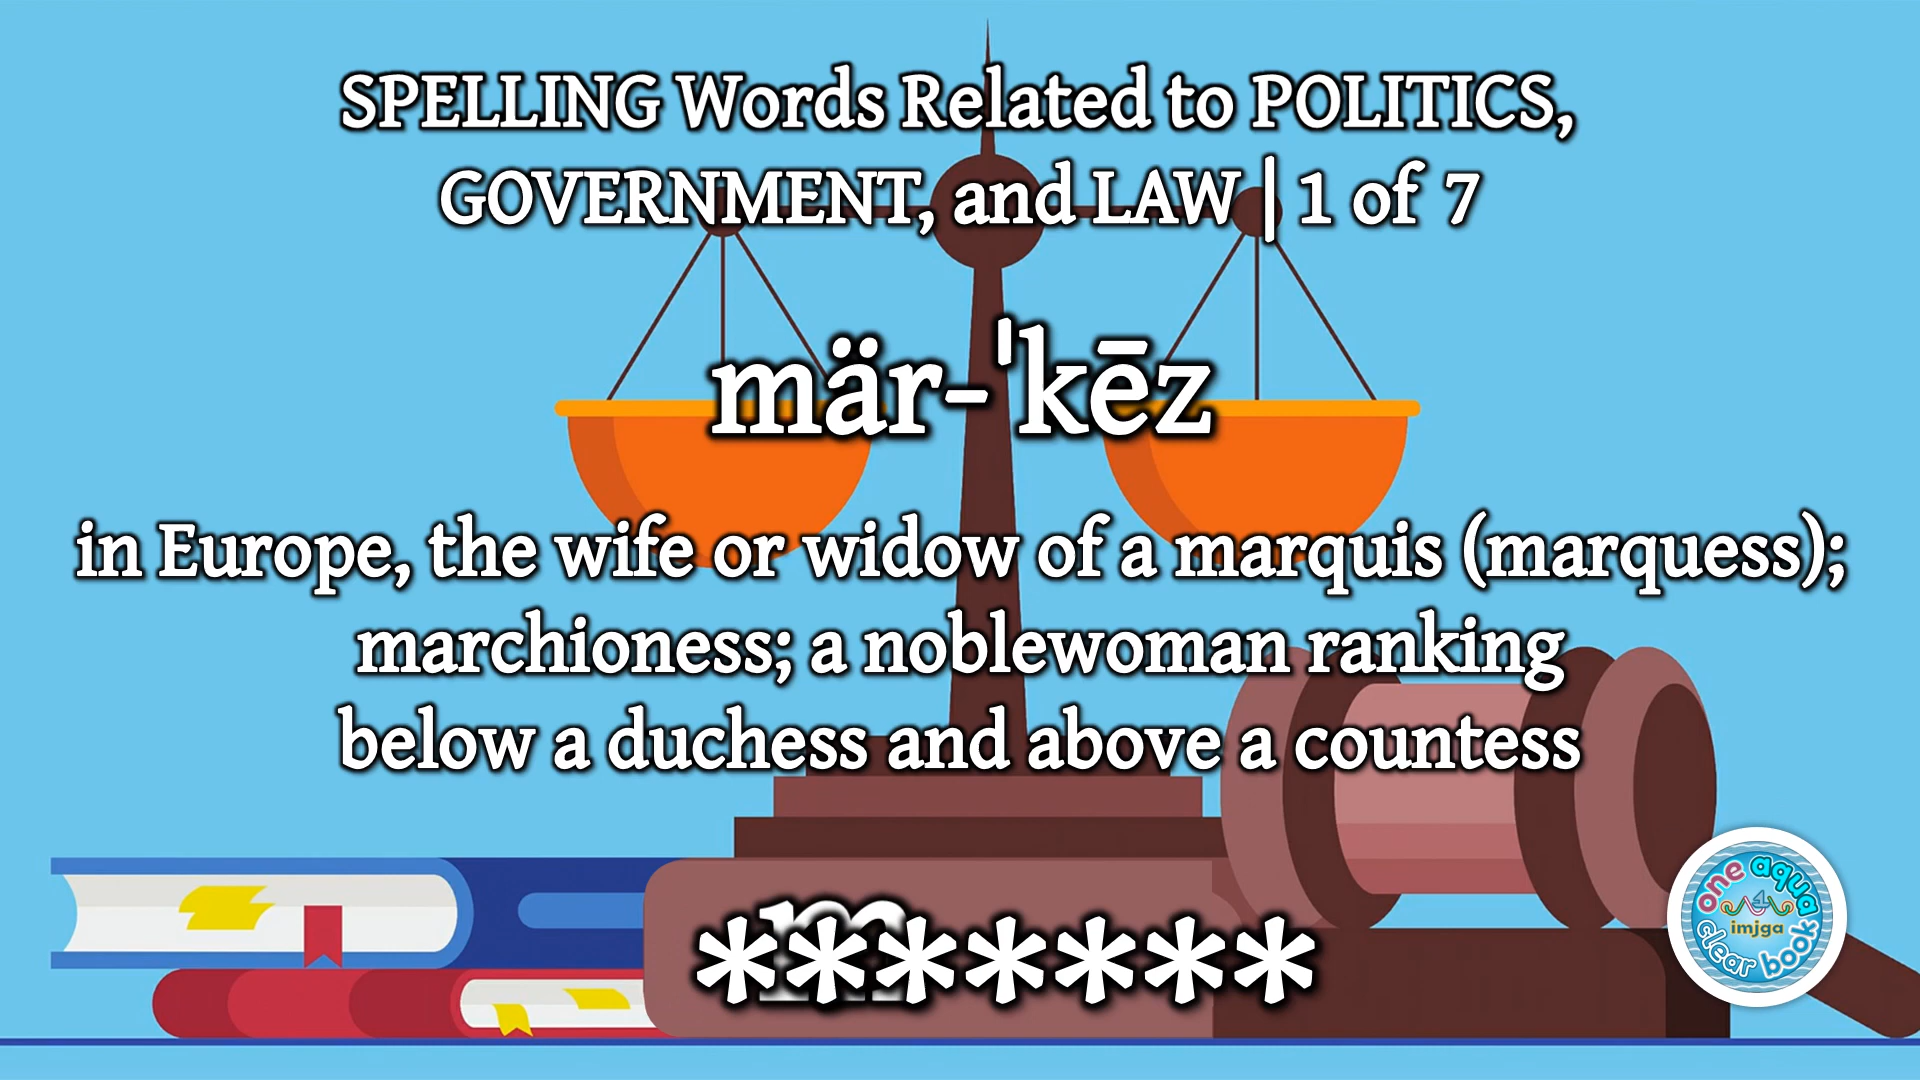 SPELLING Words Related to POLITICS,
GOVERNMENT, and LAW | 1 of 7
mär-ˈkēz
in Europe, the wife or widow of a marquis (marquess);
marchioness; a noblewoman ranking
below a duchess and above a countess
m
*******
one aqua
imjga
clear book